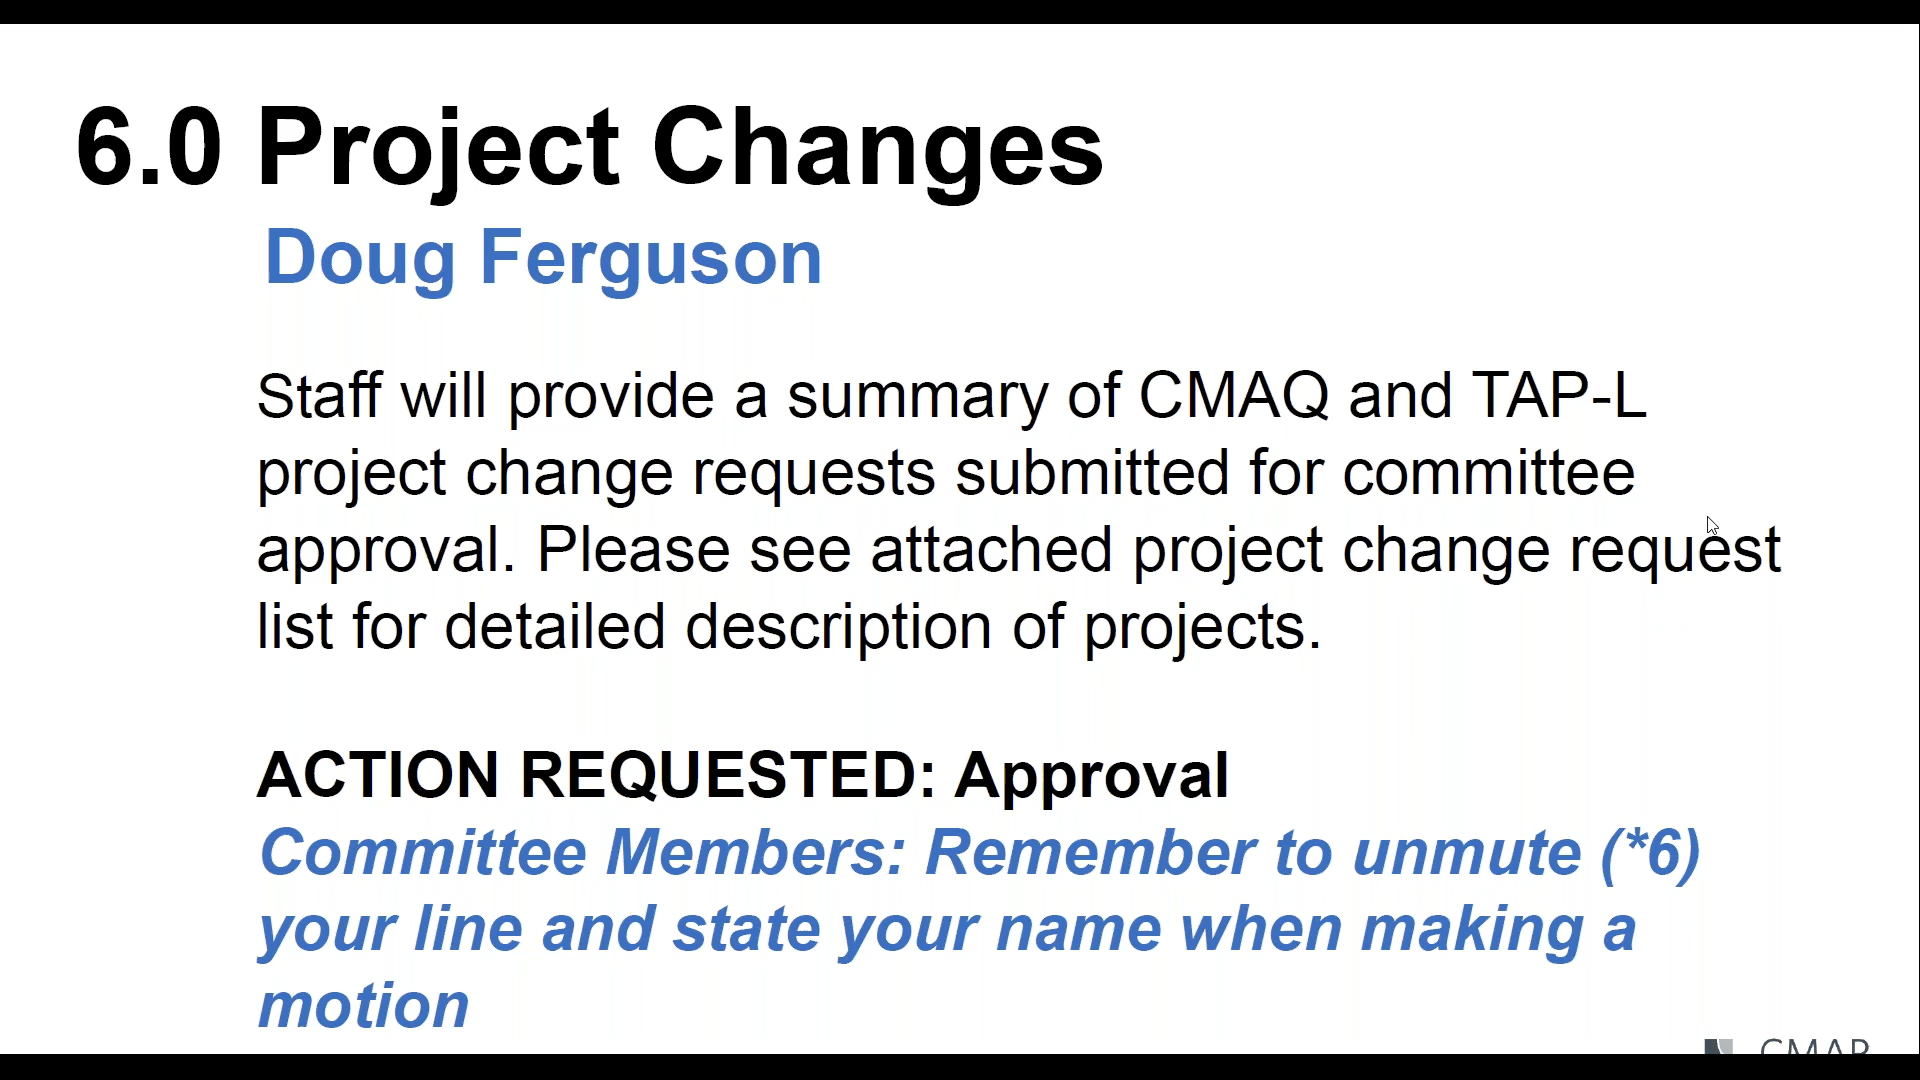 6.0 Project Changes
Doug Ferguson
Staff will provide a summary of CMAQ and TAP-L
project change requests submitted for committee
approval. Please see attached project change request
list for detailed description of projects.
ACTION REQUESTED: Approval
Committee Members: Remember to unmute (*6)
your line and state your name when making a
motion
CMAP